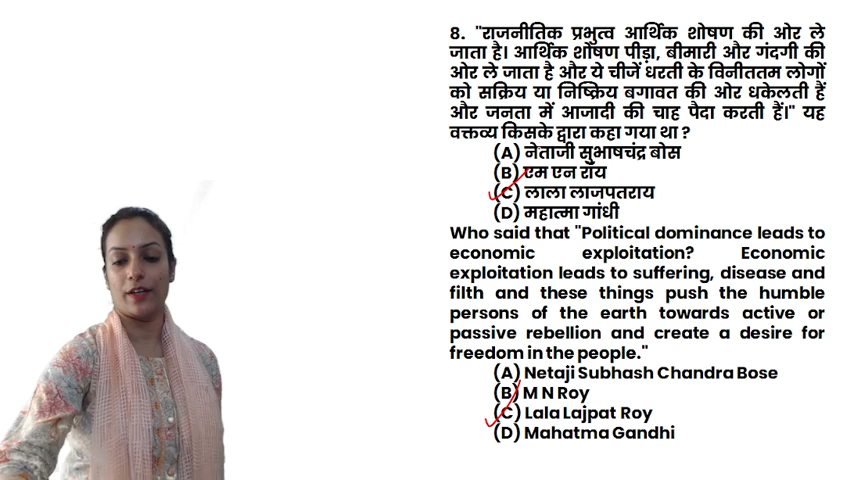 8. "राजनीतिक प्रभुत्व आर्थिक शोषण की ओर ले
जाता है। आर्थिक शोषण पीड़ा, बीमारी और गंदगी की
ओर ले जाता है और ये चीजें धरती के विनीततम लोगों
को सक्रिय या निष्क्रिय बगावत की ओर धकेलती हैं
और जनता में आजादी की चाह पैदा करती हैं।" यह
वक्तव्य किसके द्वारा कहा गया था ?
(A) नेताजी सुभाषचंद्र बोस
(B) एम एन रॉय
(C) लाला लाजपतराय
(D) महात्मा गांधी
Who said that "Political dominance leads to
economic exploitation? Economic
exploitation leads to suffering, disease and
filth and these things push the humble
persons of the earth towards active or
passive rebellion and create a desire for
freedom in the people."
(A) Netaji Subhash Chandra Bose
(B) M N Roy
(C) Lala Lajpat Roy
(D) Mahatma Gandhi